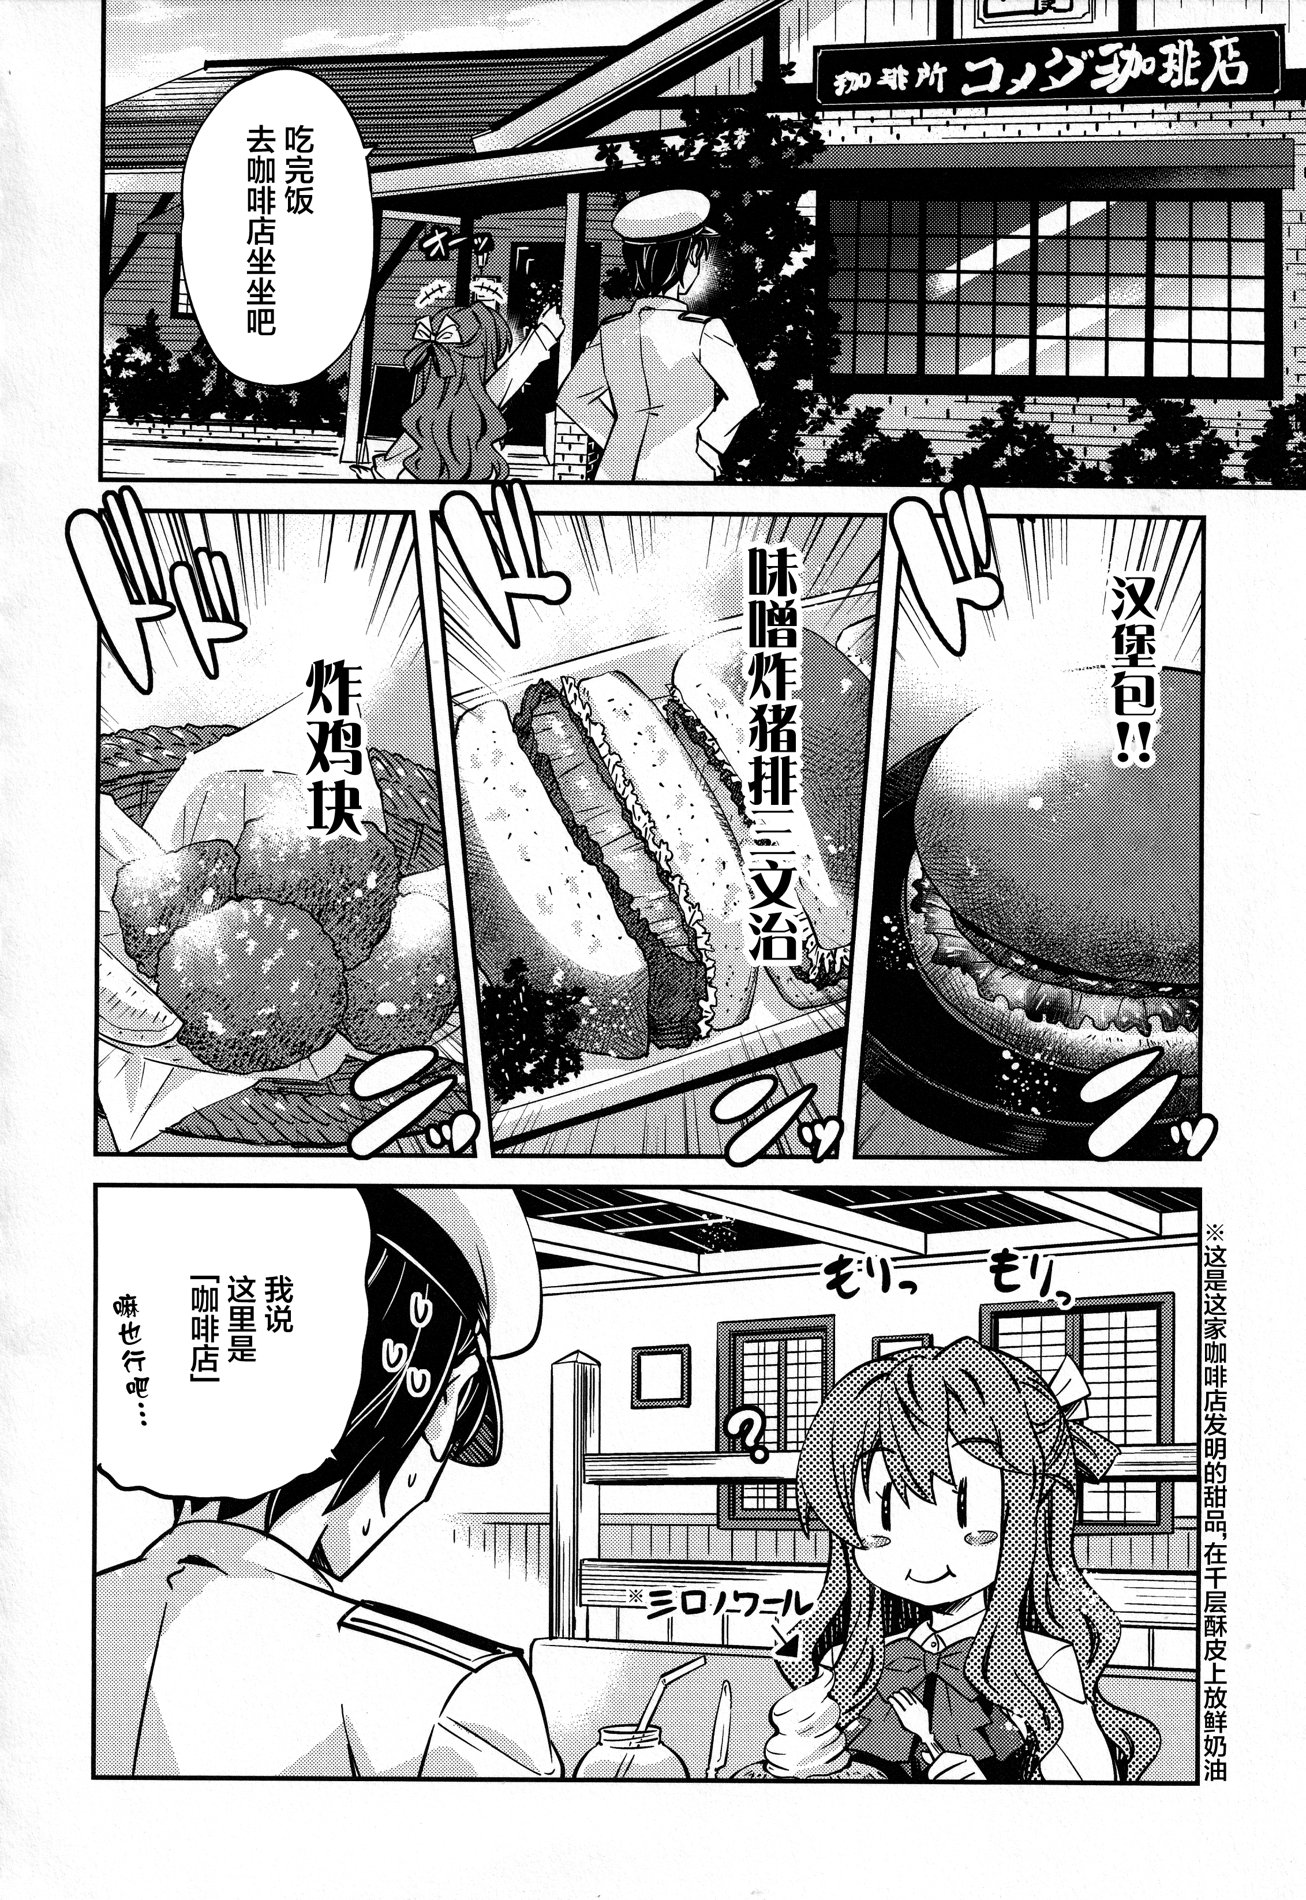 珈琲所 コメダ珈琲店
吃完饭
去咖啡店坐坐吧
オーッ
汉堡包!!
ドンッ
味噌炸猪排三文治
ドンッ
炸鸡块
ドドンッ
※这是这家咖啡店发明的甜品，在千层酥皮上放鲜奶油
もりっ
もりっ
?
※シロノワール
我说
这里是
「咖啡店」
嘛也行吧…